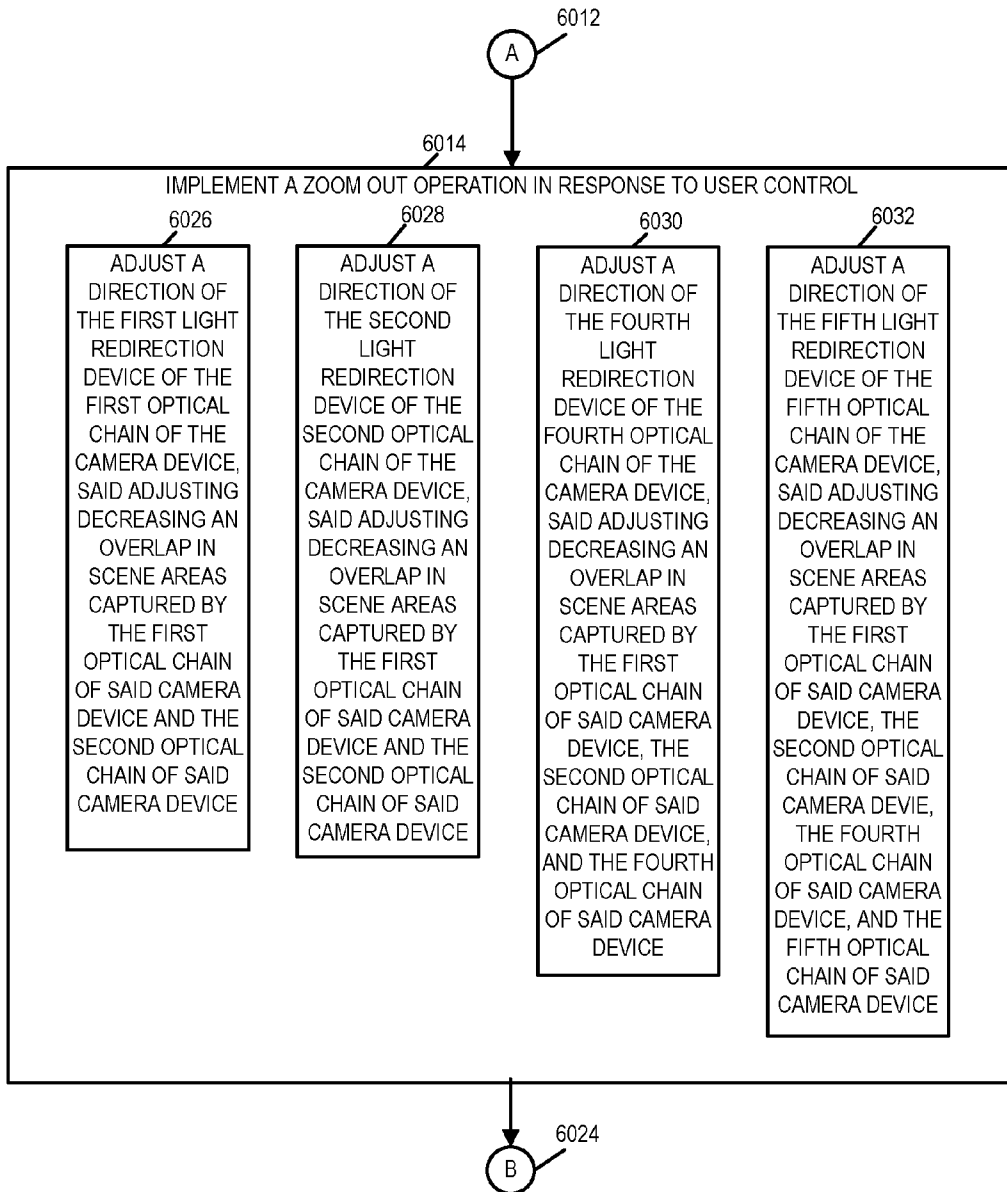 6012
A
6014
IMPLEMENT A ZOOM OUT OPERATION IN RESPONSE TO USER CONTROL
6026
ADJUST A
DIRECTION OF
THE FIRST LIGHT
REDIRECTION
DEVICE OF THE
FIRST OPTICAL
CHAIN OF THE
CAMERA DEVICE,
SAID ADJUSTING
DECREASING AN
OVERLAP IN
SCENE AREAS
CAPTURED BY
THE FIRST
OPTICAL CHAIN
OF SAID CAMERA
DEVICE AND THE
SECOND OPTICAL
CHAIN OF SAID
CAMERA DEVICE
6028
ADJUST A
DIRECTION OF
THE SECOND
LIGHT
REDIRECTION
DEVICE OF THE
SECOND OPTICAL
CHAIN OF THE
CAMERA DEVICE,
SAID ADJUSTING
DECREASING AN
OVERLAP IN
SCENE AREAS
CAPTURED BY
THE FIRST
OPTICAL CHAIN
OF SAID CAMERA
DEVICE AND THE
SECOND OPTICAL
CHAIN OF SAID
CAMERA DEVICE
6030
ADJUST A
DIRECTION OF
THE FOURTH
LIGHT
REDIRECTION
DEVICE OF THE
FOURTH OPTICAL
CHAIN OF THE
CAMERA DEVICE,
SAID ADJUSTING
DECREASING AN
OVERLAP IN
SCENE AREAS
CAPTURED BY
THE FIRST
OPTICAL CHAIN
OF SAID CAMERA
DEVICE, THE
SECOND OPTICAL
CHAIN OF SAID
CAMERA DEVICE,
AND THE FOURTH
OPTICAL CHAIN
OF SAID CAMERA
DEVICE
6032
ADJUST A
DIRECTION OF
THE FIFTH LIGHT
REDIRECTION
DEVICE OF THE
FIFTH OPTICAL
CHAIN OF THE
CAMERA DEVICE,
SAID ADJUSTING
DECREASING AN
OVERLAP IN
SCENE AREAS
CAPTURED BY
THE FIRST
OPTICAL CHAIN
OF SAID CAMERA
DEVICE, THE
SECOND OPTICAL
CHAIN OF SAID
CAMERA DEVIE,
THE FOURTH
OPTICAL CHAIN
OF SAID CAMERA
DEVICE, AND THE
FIFTH OPTICAL
CHAIN OF SAID
CAMERA DEVICE
6024
B